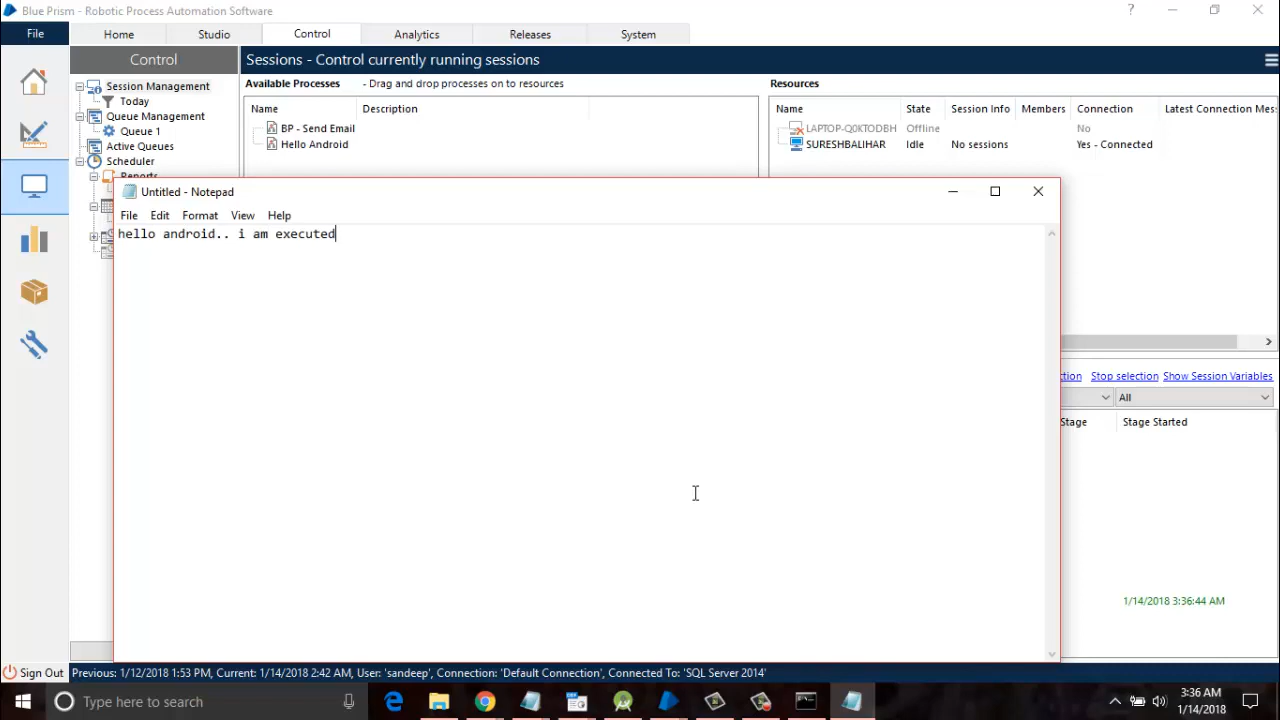 Blue Prism - Robotic Process Automation Software
File
Home
Studio
Control
Analytics
Releases
System
Control
Sessions - Control currently running sessions
Session Management
Today
Queue Management
Queue 1
Active Queues
Scheduler
Reports
Available Processes - Drag and drop processes on to resources
Name Description
BP - Send Email
Hello Android
Resources
Name State Session Info Members Connection Latest Connection Mes
LAPTOP-Q0KTODBH Offline No
SURESHBALIHAR Idle No sessions Yes - Connected
Untitled - Notepad
File Edit Format View Help
hello android.. i am executed
ction Stop selection Show Session Variables
All
Stage Stage Started
1/14/2018 3:36:44 AM
Sign Out
Previous: 1/12/2018 1:53 PM, Current: 1/14/2018 2:42 AM, User: 'sandeep', Connection: 'Default Connection', Connected To: 'SQL Server 2014'
Type here to search
3:36 AM
1/14/2018